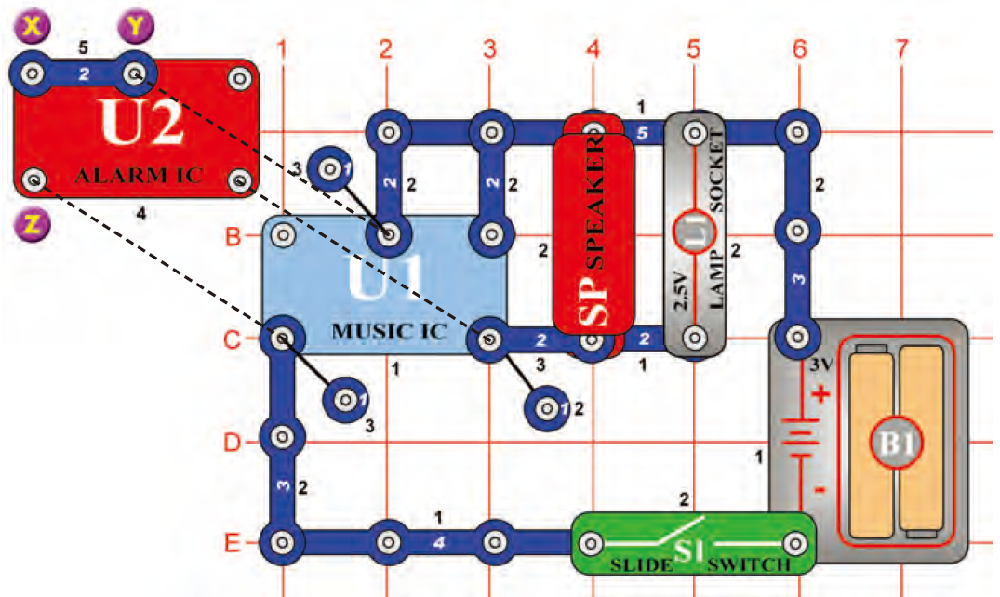 X Y
5
2
U2
ALARM IC
4
Z
1 2 3 4 5 6 7
1
5
3 1
2 2
2 2
2
3
B
U1
MUSIC IC
2
SP SPEAKER
2.5V L1 LAMP SOCKET
2
C
2
3
2
1
1
3V
+
-
B1
1
1 3
1 2
D
3 2
1
4
E
2
S1
SLIDE SWITCH